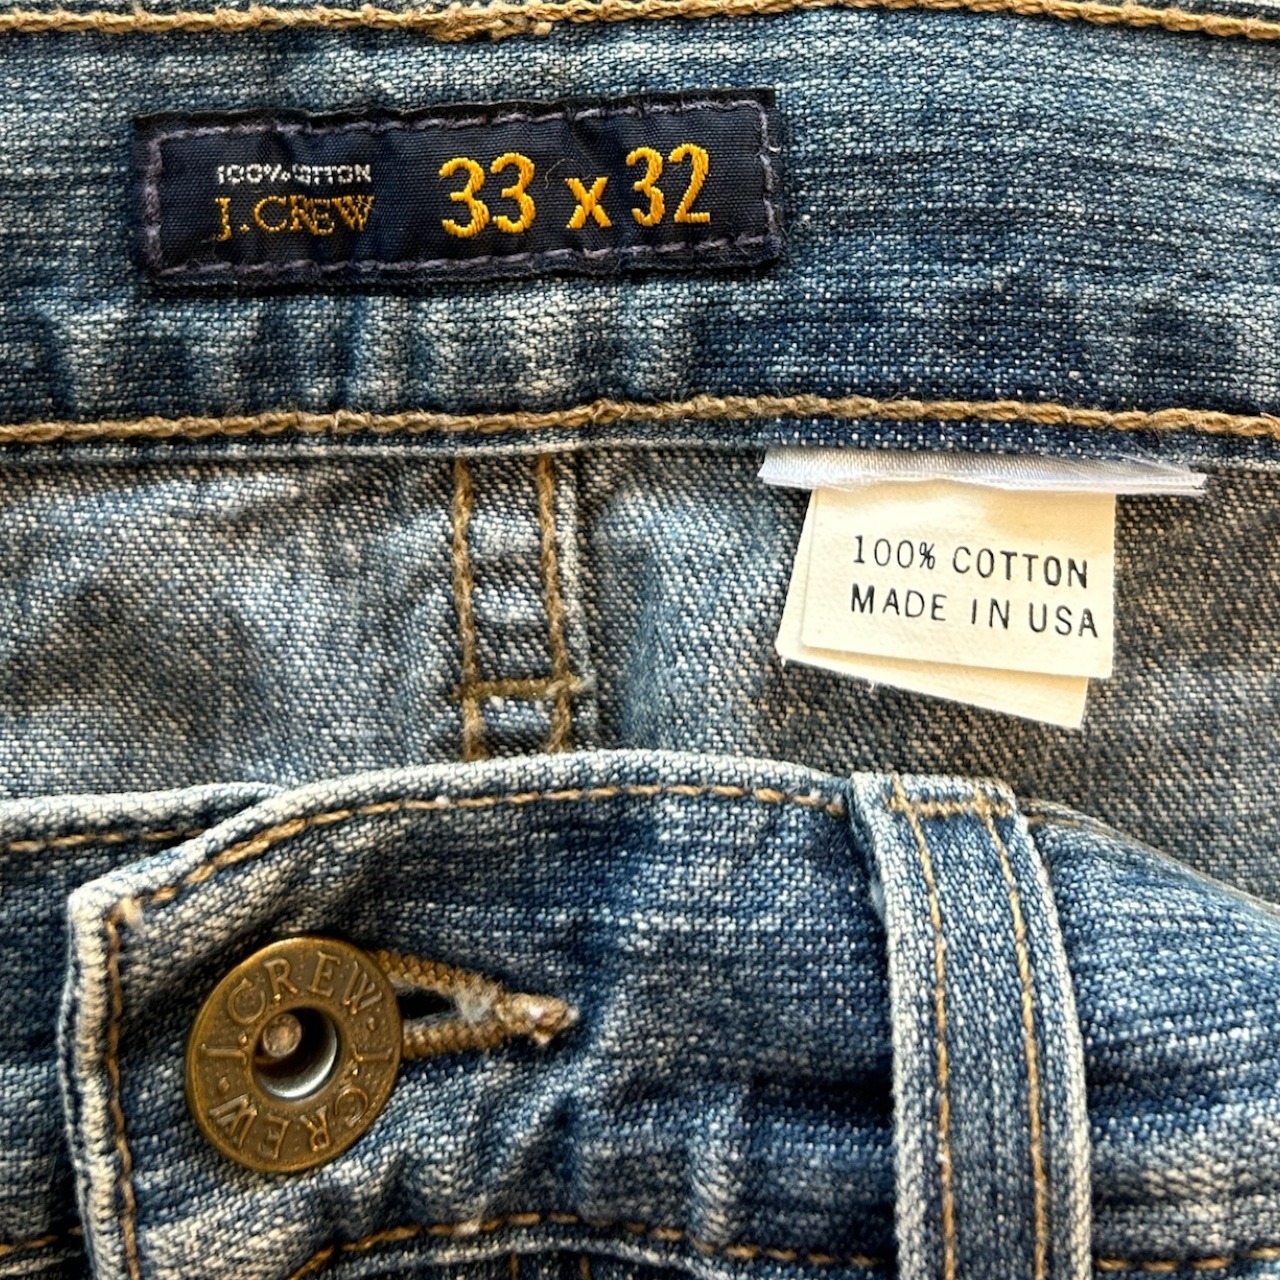 100% COTTON
J.CREW
33 x 32
100% COTTON
MADE IN USA
J.CREW · J.CREW ·